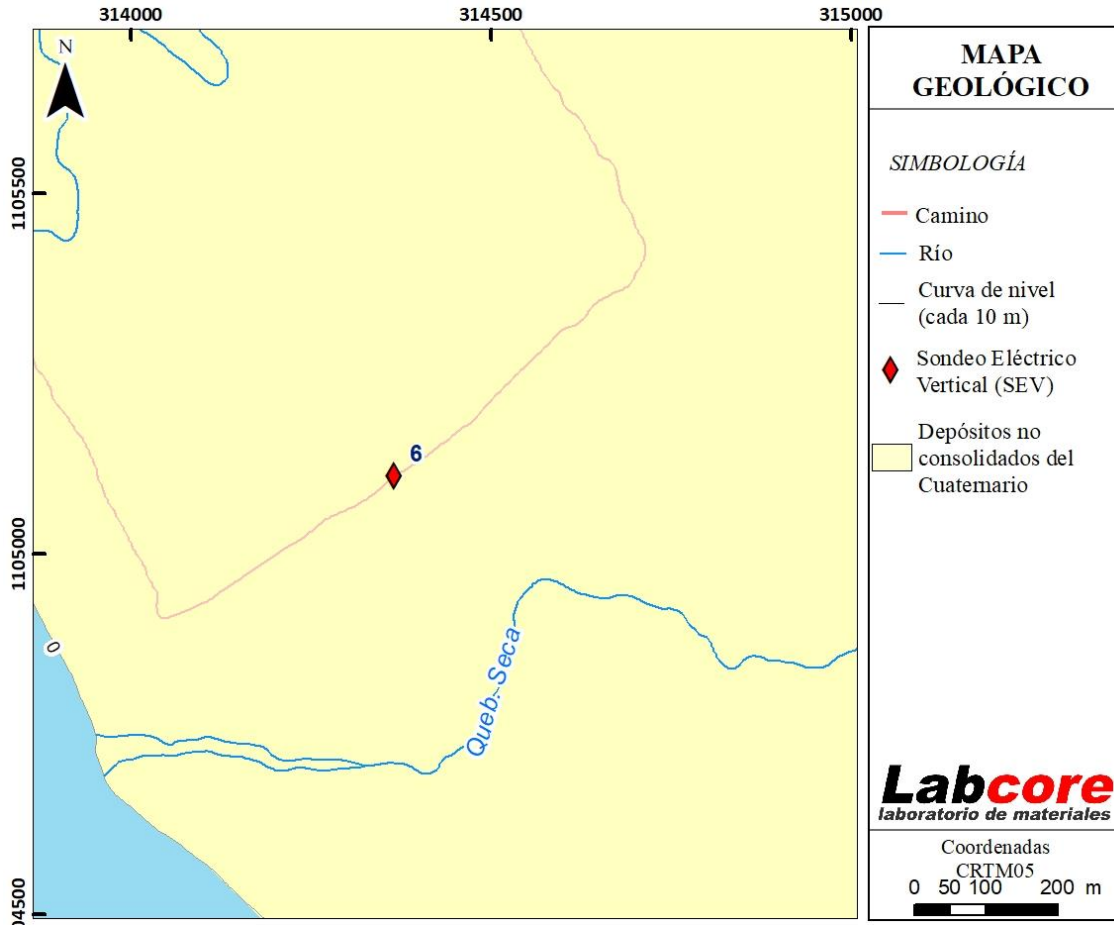 314000
314500
315000
N
1105500
1105000
04500
6
0
Queb. Seca
MAPA
GEOLÓGICO
SIMBOLOGÍA
Camino
Río
Curva de nivel
(cada 10 m)
Sondeo Eléctrico
Vertical (SEV)
Depósitos no
consolidados del
Cuaternario
Labcore
laboratorio de materiales
Coordenadas
CRTM05
0 50 100 200 m